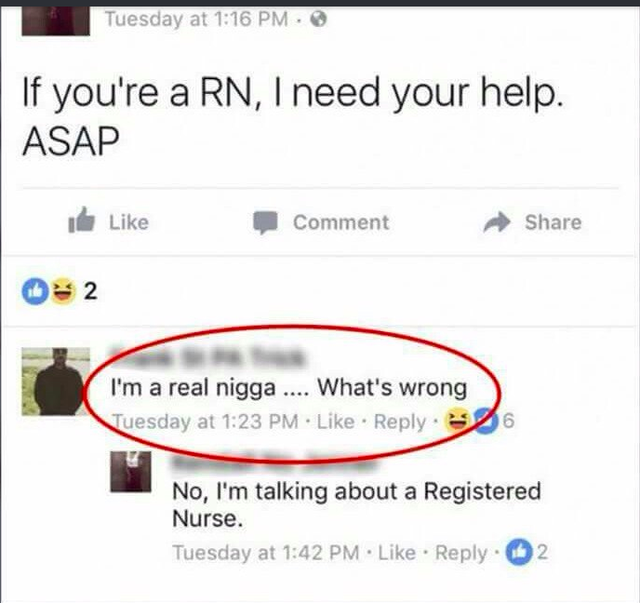 Tuesday at 1:16 PM ·
If you're a RN, I need your help.
ASAP
Like Comment Share
2
I'm a real nigga .... What's wrong
Tuesday at 1:23 PM · Like · Reply · 6
No, I'm talking about a Registered
Nurse.
Tuesday at 1:42 PM · Like · Reply · 2